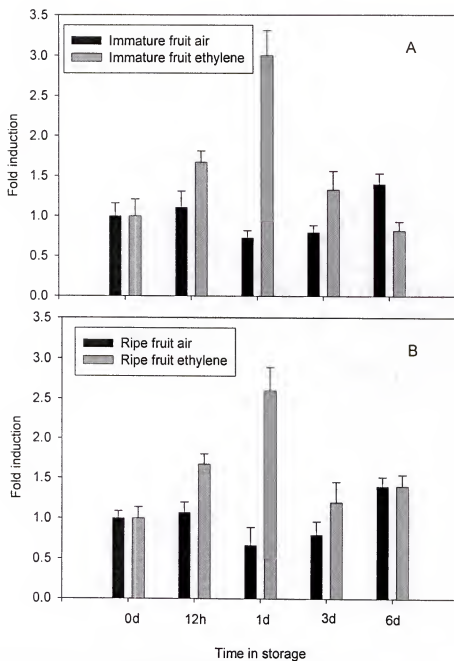 3.5
A
Immature fruit air
Immature fruit ethylene
3.0
2.5
2.0
1.5
1.0
0.5
0.0
Fold induction
3.5
B
Ripe fruit air
Ripe fruit ethylene
3.0
2.5
2.0
1.5
1.0
0.5
0.0
Fold induction
0d 12h 1d 3d 6d
Time in storage